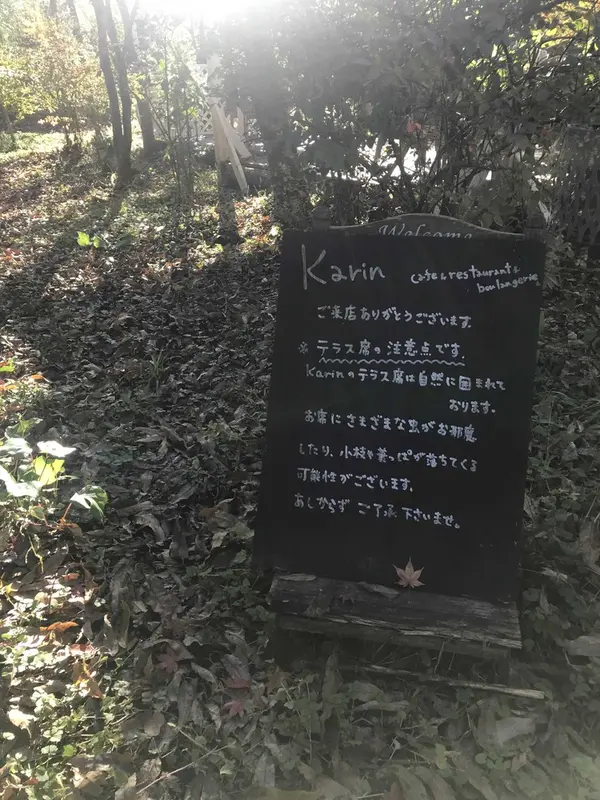 Welcome
Karin cafe & restaurant &
boulangerie
ご来店ありがとうございます。
※ テラス席の注意点です。
Karinのテラス席は自然に囲まれて
おります。
お席にさまざまな虫がお邪魔
したり、小枝や葉っぱが落ちてくる
可能性がございます。
あしからず ご了承 下さいませ。